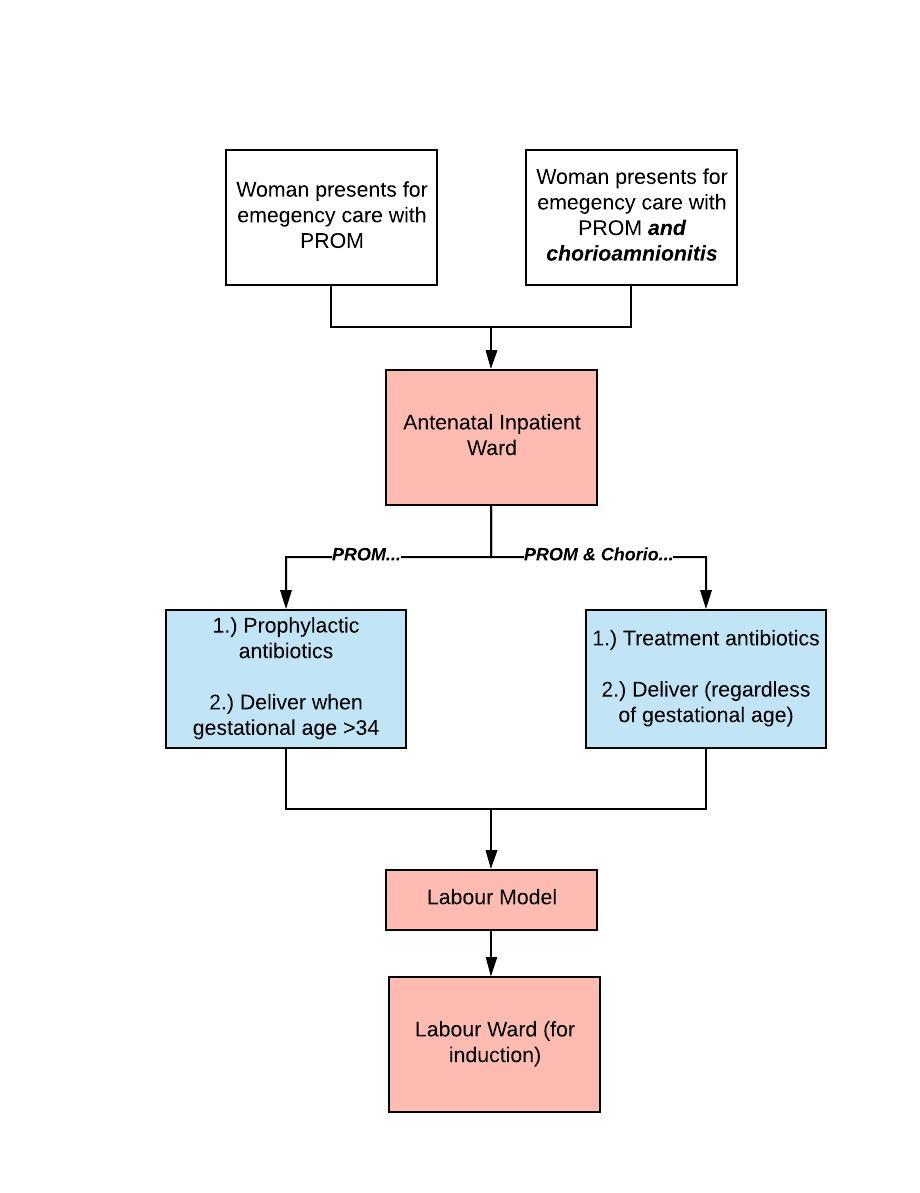 Woman presents for
emegency care with
PROM
Woman presents for
emegency care with
PROM and
chorioamnionitis
Antenatal Inpatient
Ward
PROM...
PROM & Chorio...
1.) Prophylactic
antibiotics
2.) Deliver when
gestational age >34
1.) Treatment antibiotics
2.) Deliver (regardless
of gestational age)
Labour Model
Labour Ward (for
induction)